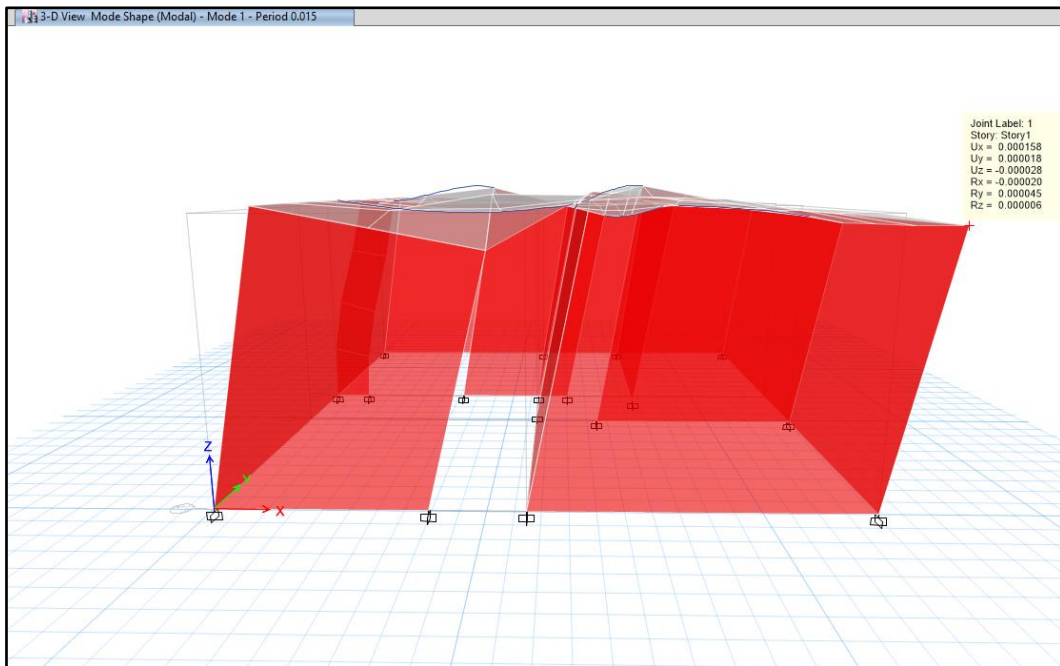 3-D View Mode Shape (Modal) - Mode 1 - Period 0.015
Joint Label: 1
Story: Story1
Ux = 0.000158
Uy = 0.000018
Uz = -0.000028
Rx = -0.000020
Ry = 0.000045
Rz = 0.000006
Z
X